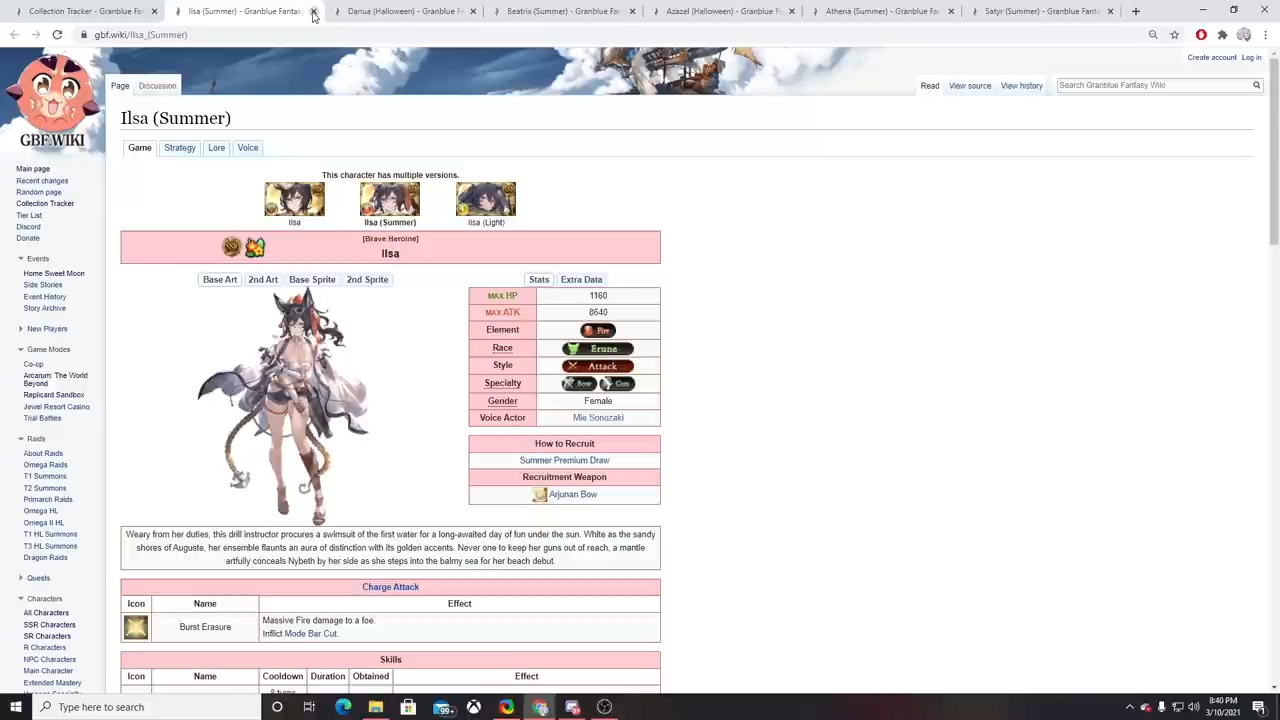 Athena (Summer) - Granblue Fan
Ilsa (Summer) - Granblue Fantas
Danua (Halloween) - Granblue Fa
Beatrix (Summer) - Granblue Fan
Azazel (Halloween) - Granblue F
Athena (Summer) - Granblue Fan
Satyr (Summer) - Granblue Fant
gbf.wiki/Ilsa_(Summer)
Create account Log in
Page Discussion Read View source View history Search Granblue Fantasy Wiki
GBF.WIKI
Main page
Recent changes
Random page
Collection Tracker
Tier List
Discord
Donate
Events
Home Sweet Moon
Side Stories
Event History
Story Archive
New Players
Game Modes
Co-op
Arcarum: The World
Beyond
Replicard Sandbox
Jewel Resort Casino
Trial Battles
Raids
About Raids
Omega Raids
T1 Summons
T2 Summons
Primarch Raids
Omega HL
Omega II HL
T1 HL Summons
T3 HL Summons
Dragon Raids
Quests
Characters
All Characters
SSR Characters
SR Characters
R Characters
NPC Characters
Main Character
Extended Mastery
Ilsa (Summer)
Game Strategy Lore Voice
This character has multiple versions.
Ilsa Ilsa (Summer) Ilsa (Light)
[Brave Heroine]
Ilsa
Base Art 2nd Art Base Sprite 2nd Sprite
Stats Extra Data
MAX HP 1160
MAX ATK 8640
Element Fire
Race Erune
Style Attack
Specialty Bow Gun
Gender Female
Voice Actor Mie Sonozaki
How to Recruit
Summer Premium Draw
Recruitment Weapon
Arjunan Bow
Weary from her duties, this drill instructor procures a swimsuit of the first water for a long-awaited day of fun under the sun. White as the sandy
shores of Auguste, her ensemble flaunts an aura of distinction with its golden accents. Never one to keep her guns out of reach, a mantle
artfully conceals Nybeth by her side as she steps into the balmy sea for her beach debut.
Charge Attack
Icon Name Effect
Burst Erasure
Massive Fire damage to a foe.
Inflict Mode Bar Cut.
Skills
Icon Name Cooldown Duration Obtained Effect
8 turns
Type here to search
99+
8:40 PM
3/10/2021